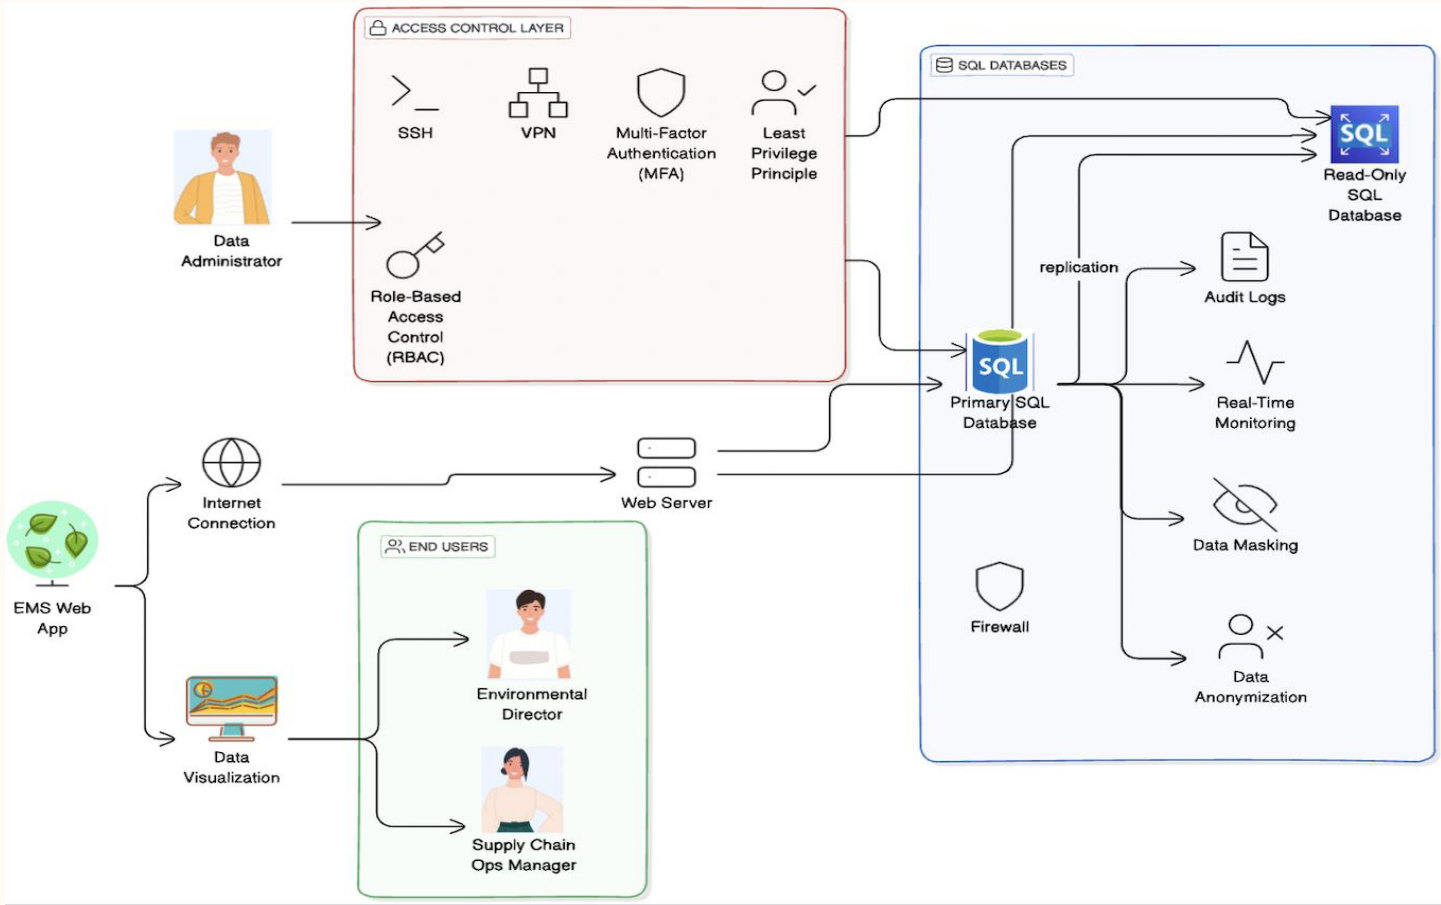 ACCESS CONTROL LAYER
SSH
VPN
Multi-Factor
Authentication
(MFA)
Least
Privilege
Principle
Role-Based
Access
Control
(RBAC)
Data
Administrator
SQL DATABASES
SQL
Read-Only
SQL
Database
replication
Audit Logs
SQL
Primary SQL
Database
Real-Time
Monitoring
Data Masking
Firewall
Data
Anonymization
Internet
Connection
Web Server
EMS Web
App
END USERS
Environmental
Director
Data
Visualization
Supply Chain
Ops Manager